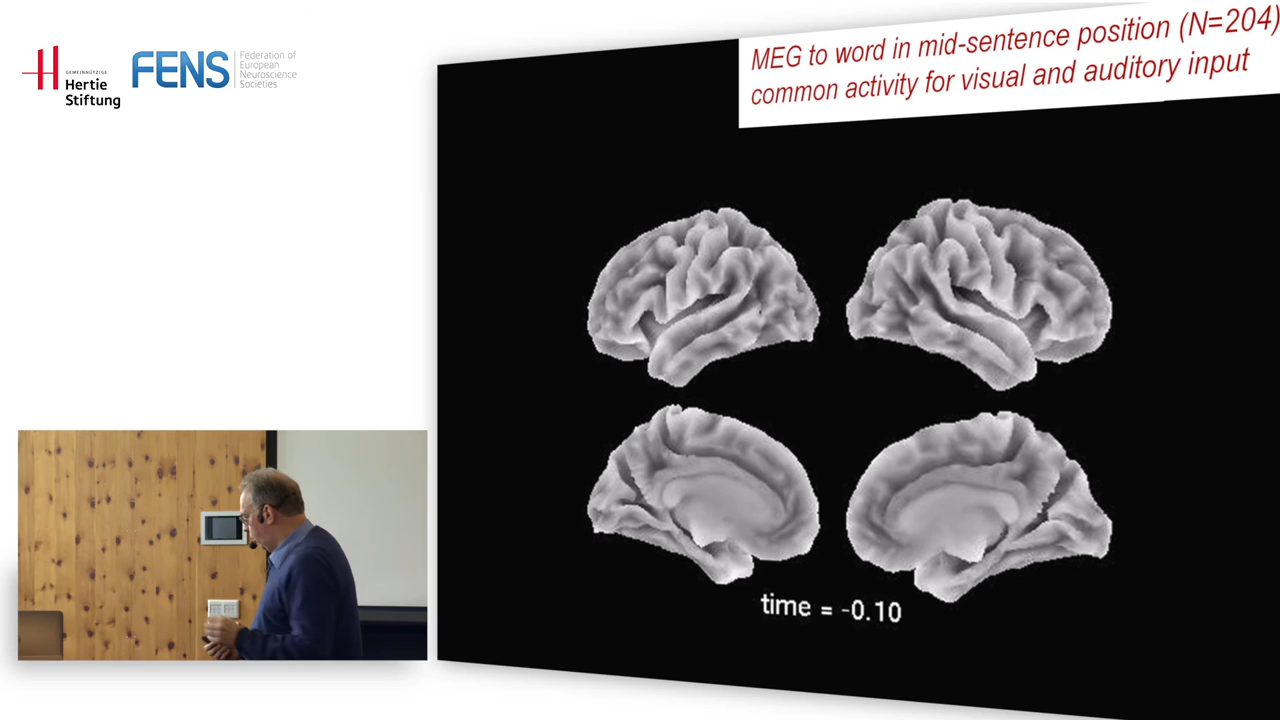 GEMEINNÜTZIGE
Hertie
Stiftung
FENS
Federation of
European
Neuroscience
Societies
MEG to word in mid-sentence position (N=204)
common activity for visual and auditory input
time = -0.10